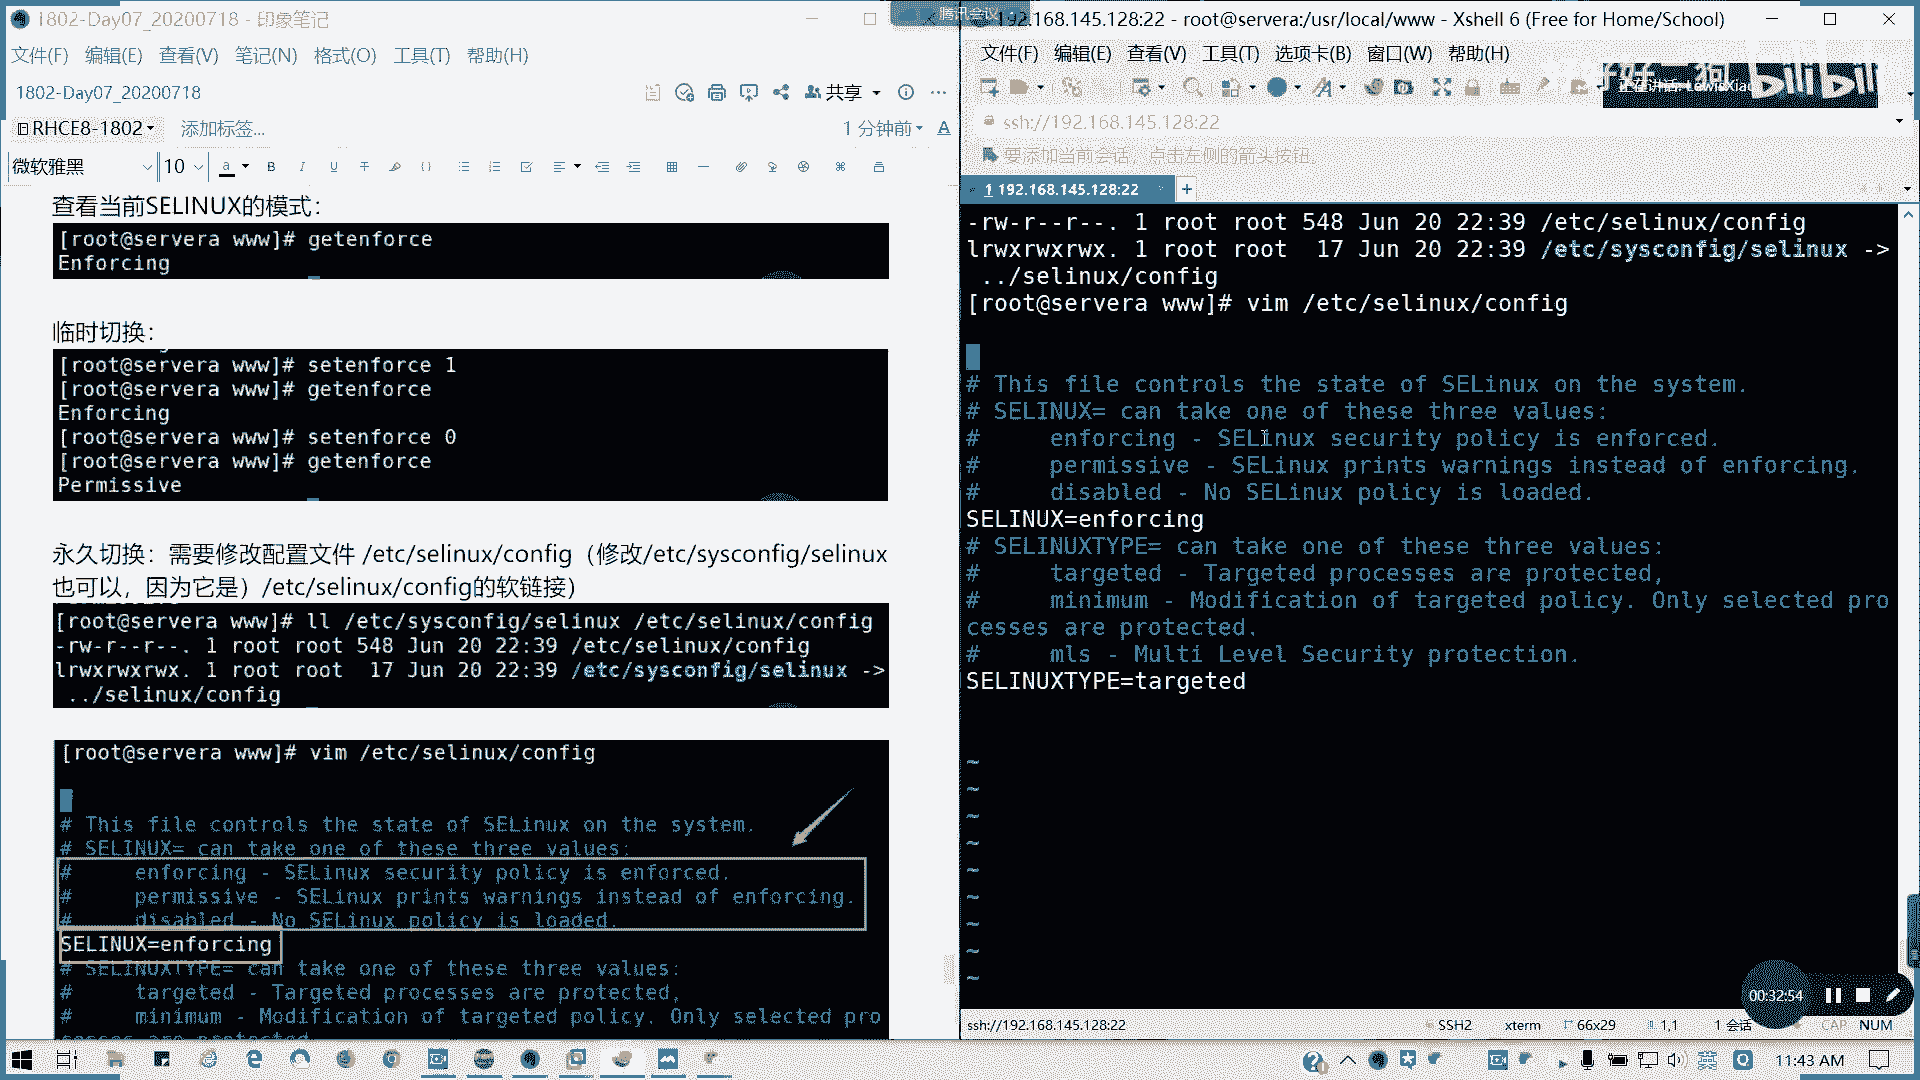 1802-Day07_20200718 - 印象笔记
文件(F) 编辑(E) 查看(V) 笔记(N) 格式(O) 工具(T) 帮助(H)
1802-Day07_20200718
共享
RHCE8-1802
添加标签...
1 分钟前
微软雅黑
10
查看当前SELINUX的模式：
[root@servera www]# getenforce
Enforcing
临时切换：
[root@servera www]# setenforce 1
[root@servera www]# getenforce
Enforcing
[root@servera www]# setenforce 0
[root@servera www]# getenforce
Permissive
永久切换：需要修改配置文件 /etc/selinux/config（修改/etc/sysconfig/selinux
也可以，因为它是）/etc/selinux/config的软链接）
[root@servera www]# ll /etc/sysconfig/selinux /etc/selinux/config
-rw-r--r--. 1 root root 548 Jun 20 22:39 /etc/selinux/config
lrwxrwxrwx. 1 root root  17 Jun 20 22:39 /etc/sysconfig/selinux ->
../selinux/config
[root@servera www]# vim /etc/selinux/config
# This file controls the state of SELinux on the system.
# SELINUX= can take one of these three values:
#     enforcing - SELinux security policy is enforced.
#     permissive - SELinux prints warnings instead of enforcing.
#     disabled - No SELinux policy is loaded.
SELINUX=enforcing
# SELINUXTYPE= can take one of these three values:
#     targeted - Targeted processes are protected,
#     minimum - Modification of targeted policy. Only selected pro
cesses are protected.
腾讯会议
192.168.145.128:22 - root@servera:/usr/local/www - Xshell 6 (Free for Home/School)
文件(F) 编辑(E) 查看(V) 工具(T) 选项卡(B) 窗口(W) 帮助(H)
bilibili
ssh://192.168.145.128:22
要添加当前会话，点击左侧的箭头按钮。
1 192.168.145.128:22
-rw-r--r--. 1 root root 548 Jun 20 22:39 /etc/selinux/config
lrwxrwxrwx. 1 root root  17 Jun 20 22:39 /etc/sysconfig/selinux ->
../selinux/config
[root@servera www]# vim /etc/selinux/config
# This file controls the state of SELinux on the system.
# SELINUX= can take one of these three values:
#     enforcing - SELinux security policy is enforced.
#     permissive - SELinux prints warnings instead of enforcing.
#     disabled - No SELinux policy is loaded.
SELINUX=enforcing
# SELINUXTYPE= can take one of these three values:
#     targeted - Targeted processes are protected,
#     minimum - Modification of targeted policy. Only selected pro
cesses are protected.
#     mls - Multi Level Security protection.
SELINUXTYPE=targeted
~
~
~
~
~
~
~
~
~
00:32:54
ssh://192.168.145.128:22 SSH2 xterm 66x29 1,1 1 会话 CAP NUM
英
11:43 AM